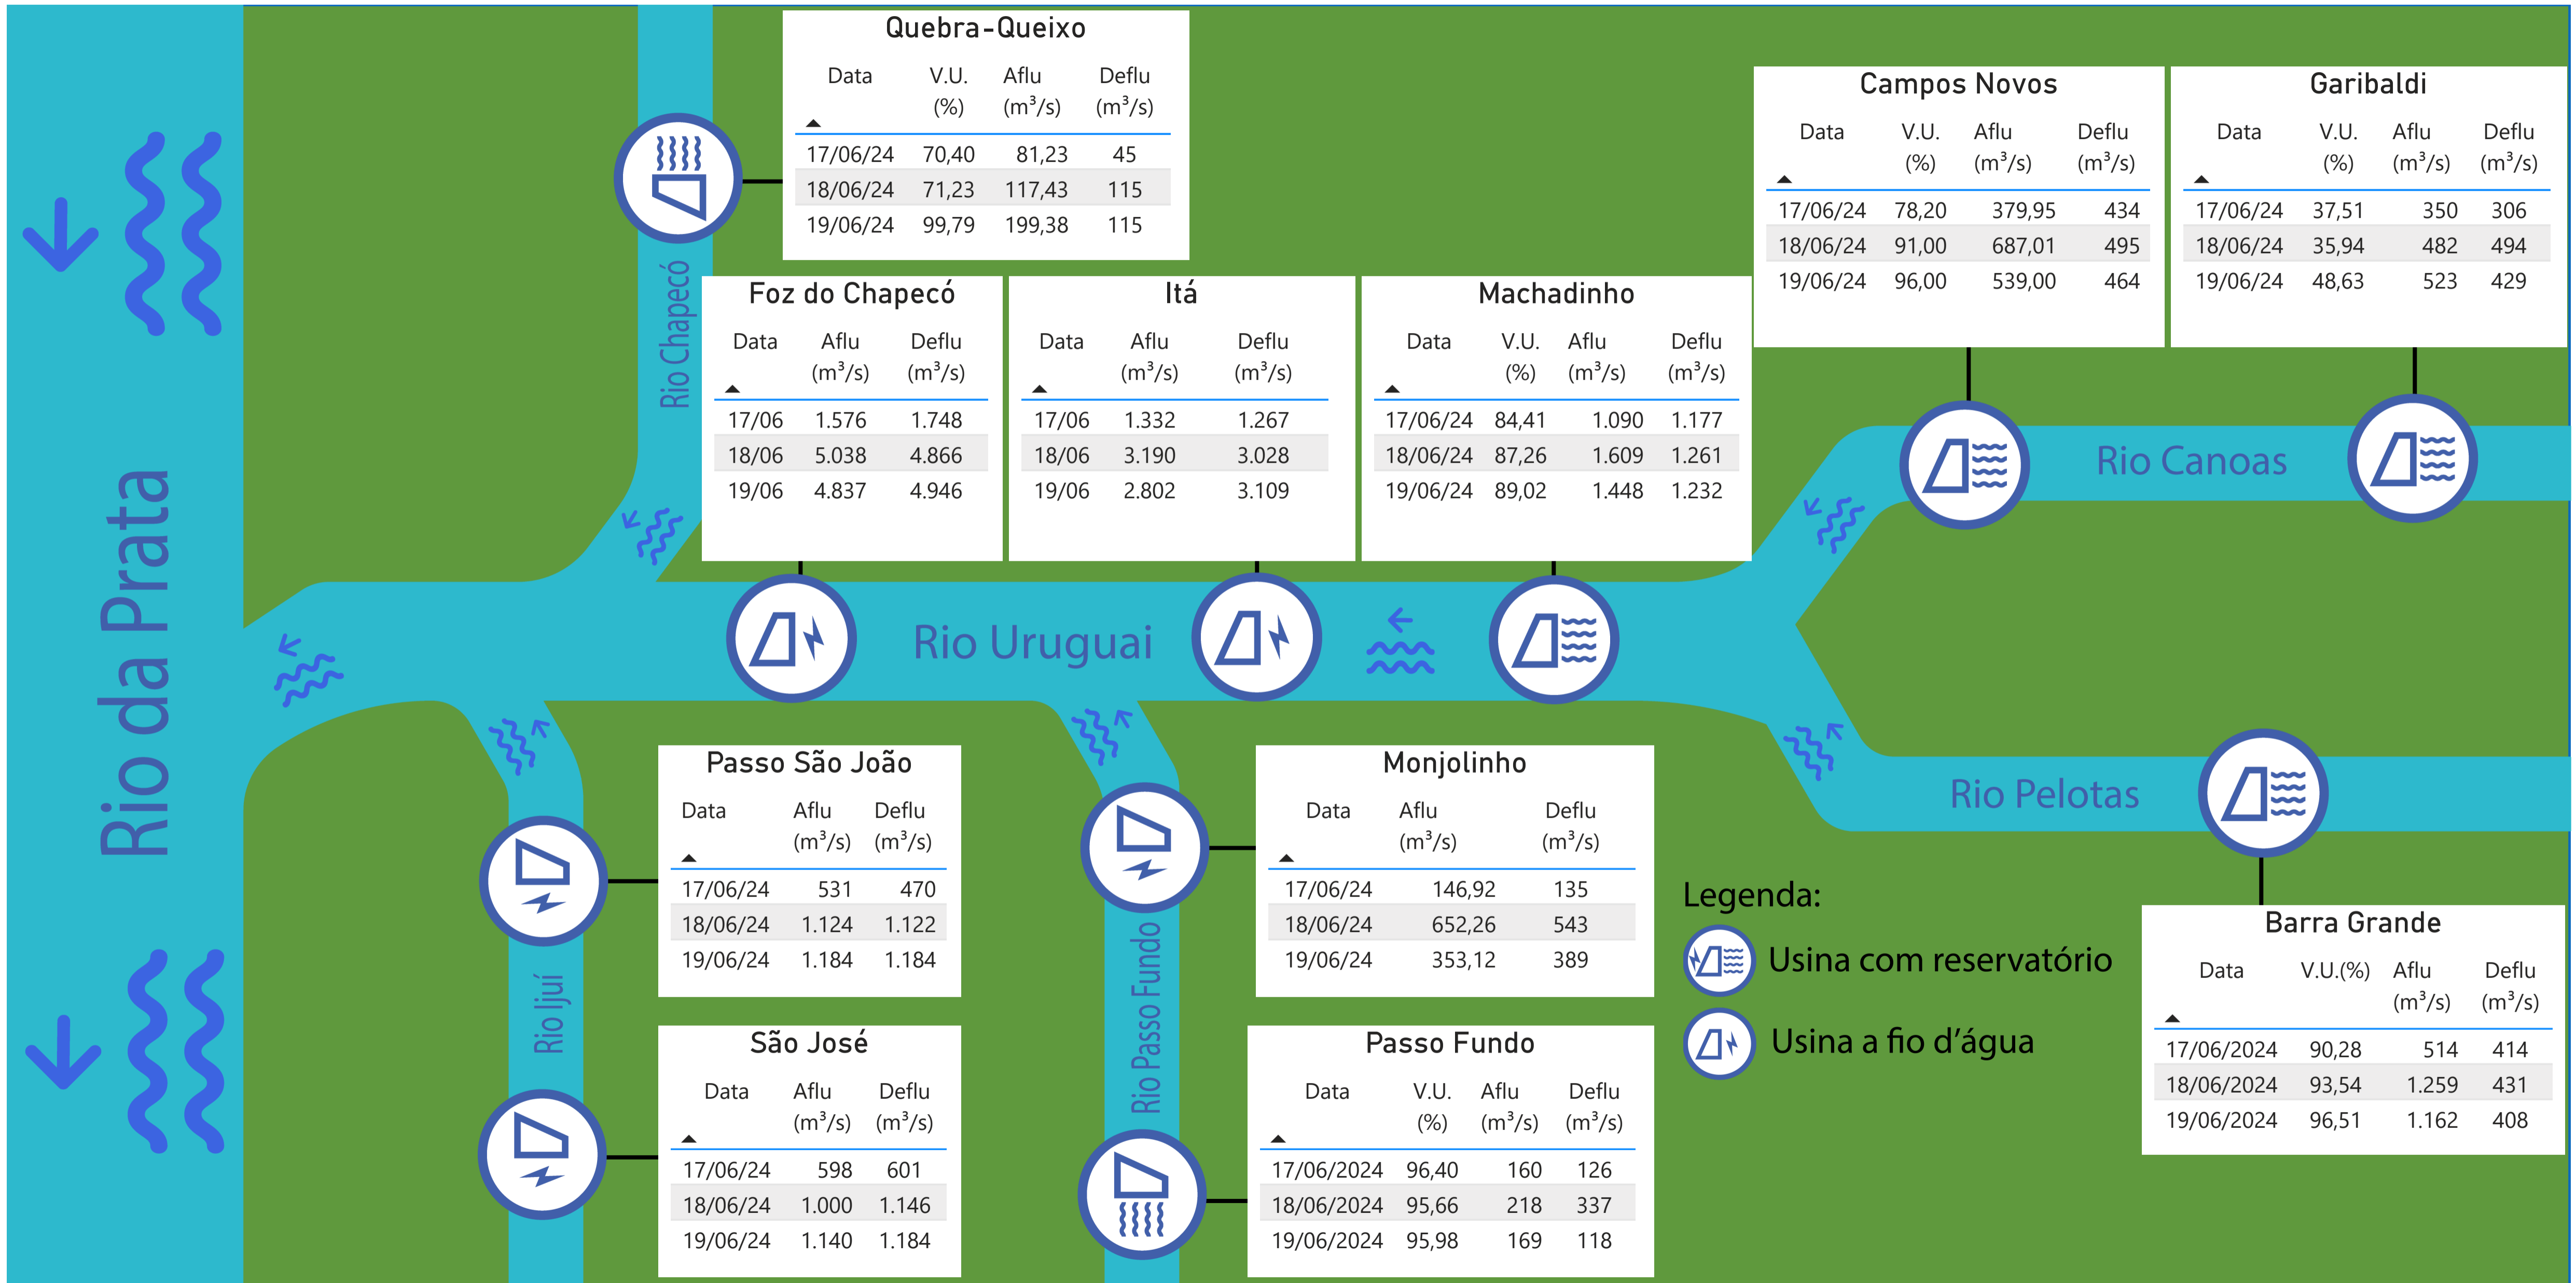 Quebra-Queixo
Data V.U. (%) Aflu (m³/s) Deflu (m³/s)
17/06/24 70,40 81,23 45
18/06/24 71,23 117,43 115
19/06/24 99,79 199,38 115
Campos Novos
Data V.U. (%) Aflu (m³/s) Deflu (m³/s)
17/06/24 78,20 379,95 434
18/06/24 91,00 687,01 495
19/06/24 96,00 539,00 464
Garibaldi
Data V.U. (%) Aflu (m³/s) Deflu (m³/s)
17/06/24 37,51 350 306
18/06/24 35,94 482 494
19/06/24 48,63 523 429
Foz do Chapecó
Data Aflu (m³/s) Deflu (m³/s)
17/06 1.576 1.748
18/06 5.038 4.866
19/06 4.837 4.946
Itá
Data Aflu (m³/s) Deflu (m³/s)
17/06 1.332 1.267
18/06 3.190 3.028
19/06 2.802 3.109
Machadinho
Data V.U. (%) Aflu (m³/s) Deflu (m³/s)
17/06/24 84,41 1.090 1.177
18/06/24 87,26 1.609 1.261
19/06/24 89,02 1.448 1.232
Rio Chapecó
Rio Canoas
Rio da Prata
Rio Uruguai
Rio Pelotas
Passo São João
Data Aflu (m³/s) Deflu (m³/s)
17/06/24 531 470
18/06/24 1.124 1.122
19/06/24 1.184 1.184
Monjolinho
Data Aflu (m³/s) Deflu (m³/s)
17/06/24 146,92 135
18/06/24 652,26 543
19/06/24 353,12 389
Legenda:
Usina com reservatório
Usina a fio d’água
Barra Grande
Data V.U.(%) Aflu (m³/s) Deflu (m³/s)
17/06/2024 90,28 514 414
18/06/2024 93,54 1.259 431
19/06/2024 96,51 1.162 408
Rio Ijuí
Rio Passo Fundo
São José
Data Aflu (m³/s) Deflu (m³/s)
17/06/24 598 601
18/06/24 1.000 1.146
19/06/24 1.140 1.184
Passo Fundo
Data V.U. (%) Aflu (m³/s) Deflu (m³/s)
17/06/2024 96,40 160 126
18/06/2024 95,66 218 337
19/06/2024 95,98 169 118